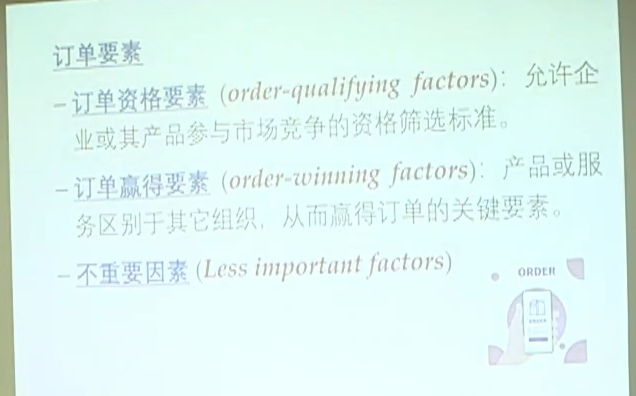 订单要素
–订单资格要素 (order-qualifying factors)：允许企
业或其产品参与市场竞争的资格筛选标准。
–订单赢得要素 (order-winning factors)：产品或服
务区别于其它组织，从而赢得订单的关键要素。
–不重要因素 (Less important factors)
ORDER